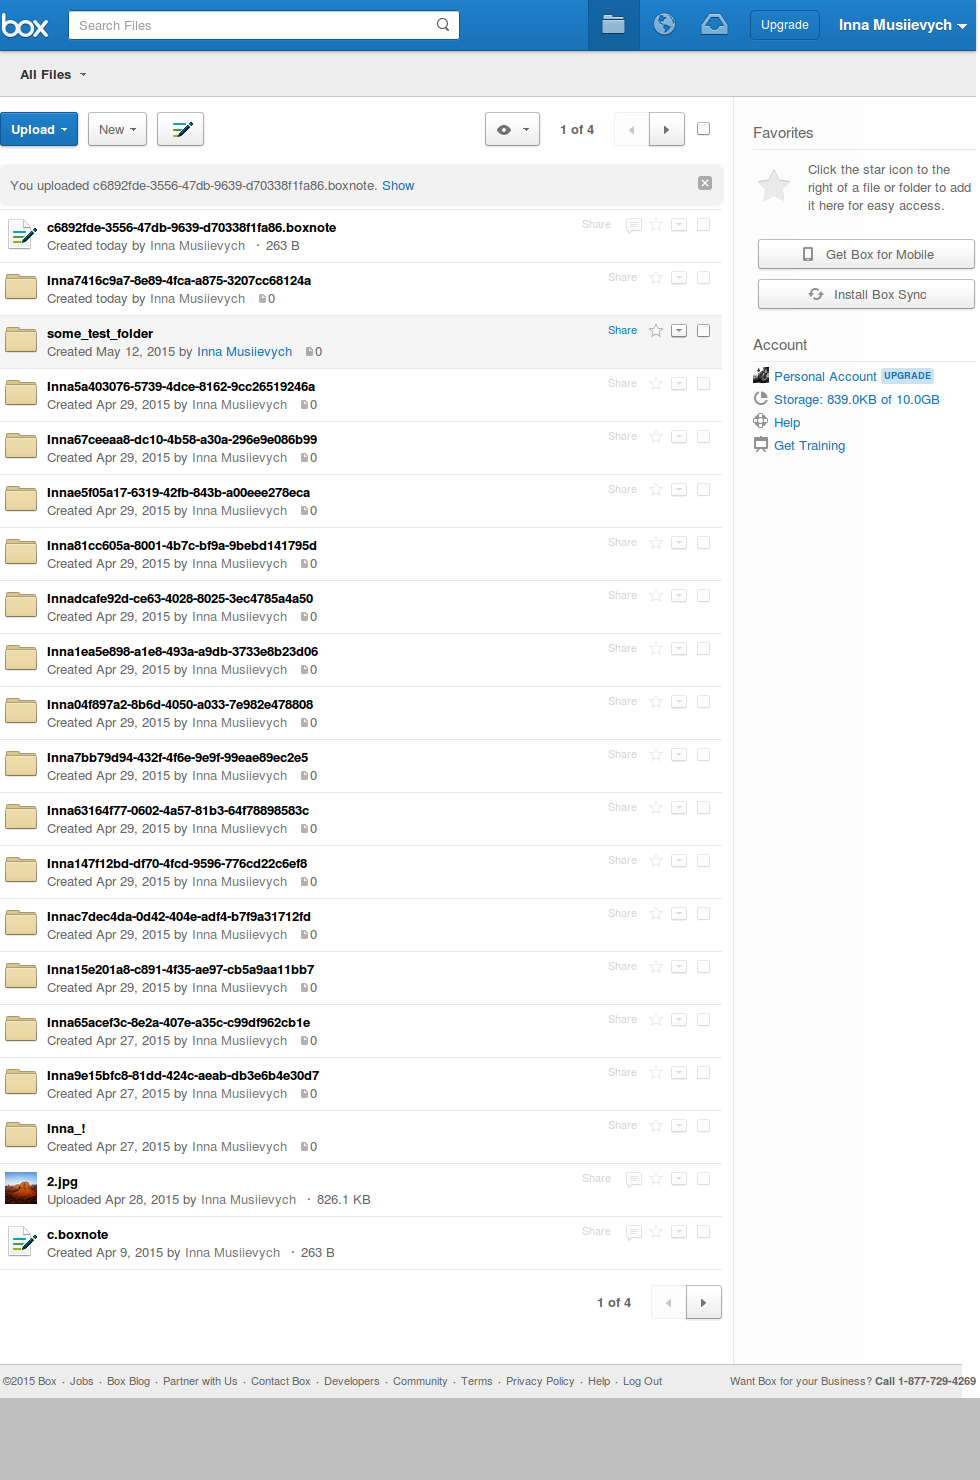 box
Search Files
Upgrade
Inna Musiievych
All Files
Upload
New
1 of 4
You uploaded c6892fde-3556-47db-9639-d70338f1fa86.boxnote. Show
c6892fde-3556-47db-9639-d70338f1fa86.boxnote
Share
Created today by Inna Musiievych · 263 B
Inna7416c9a7-8e89-4fca-a875-3207cc68124a
Share
Created today by Inna Musiievych 0
some_test_folder
Share
Created May 12, 2015 by Inna Musiievych 0
Inna5a403076-5739-4dce-8162-9cc26519246a
Share
Created Apr 29, 2015 by Inna Musiievych 0
Inna67ceeaa8-dc10-4b58-a30a-296e9e086b99
Share
Created Apr 29, 2015 by Inna Musiievych 0
Innae5f05a17-6319-42fb-843b-a00eee278eca
Share
Created Apr 29, 2015 by Inna Musiievych 0
Inna81cc605a-8001-4b7c-bf9a-9bebd141795d
Share
Created Apr 29, 2015 by Inna Musiievych 0
Innadcafe92d-ce63-4028-8025-3ec4785a4a50
Share
Created Apr 29, 2015 by Inna Musiievych 0
Inna1ea5e898-a1e8-493a-a9db-3733e8b23d06
Share
Created Apr 29, 2015 by Inna Musiievych 0
Inna04f897a2-8b6d-4050-a033-7e982e478808
Share
Created Apr 29, 2015 by Inna Musiievych 0
Inna7bb79d94-432f-4f6e-9e9f-99eae89ec2e5
Share
Created Apr 29, 2015 by Inna Musiievych 0
Inna63164f77-0602-4a57-81b3-64f78898583c
Share
Created Apr 29, 2015 by Inna Musiievych 0
Inna147f12bd-df70-4fcd-9596-776cd22c6ef8
Share
Created Apr 29, 2015 by Inna Musiievych 0
Innac7dec4da-0d42-404e-adf4-b7f9a31712fd
Share
Created Apr 29, 2015 by Inna Musiievych 0
Inna15e201a8-c891-4f35-ae97-cb5a9aa11bb7
Share
Created Apr 29, 2015 by Inna Musiievych 0
Inna65acef3c-8e2a-407e-a35c-c99df962cb1e
Share
Created Apr 27, 2015 by Inna Musiievych 0
Inna9e15bfc8-81dd-424c-aeab-db3e6b4e30d7
Share
Created Apr 27, 2015 by Inna Musiievych 0
Inna_!
Share
Created Apr 27, 2015 by Inna Musiievych 0
2.jpg
Share
Uploaded Apr 28, 2015 by Inna Musiievych · 826.1 KB
c.boxnote
Share
Created Apr 9, 2015 by Inna Musiievych · 263 B
1 of 4
Favorites
Click the star icon to the
right of a file or folder to add
it here for easy access.
Get Box for Mobile
Install Box Sync
Account
Personal Account UPGRADE
Storage: 839.0KB of 10.0GB
Help
Get Training
©2015 Box · Jobs · Box Blog · Partner with Us · Contact Box · Developers · Community · Terms · Privacy Policy · Help · Log Out
Want Box for your Business? Call 1-877-729-4269